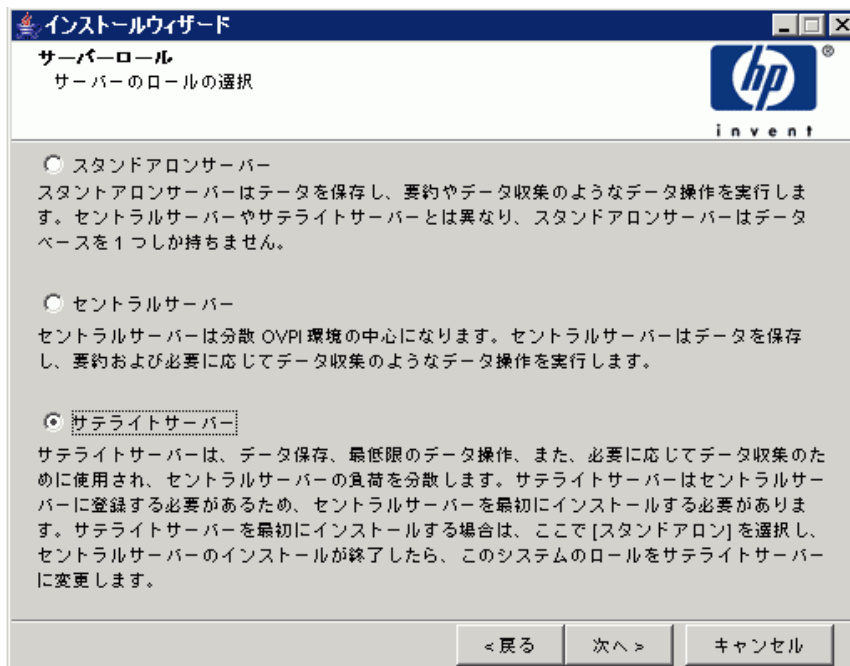 インストールウィザード
サーバーロール
サーバーのロールの選択
hp
®
invent
スタンドアロンサーバー
スタンドアロンサーバーはデータを保存し、要約やデータ収集のようなデータ操作を実行しま
す。セントラルサーバーやサテライトサーバーとは異なり、スタンドアロンサーバーはデータ
ベースを1つしか持ちません。
セントラルサーバー
セントラルサーバーは分散 OVPI 環境の中心になります。セントラルサーバーはデータを保存
し、要約および必要に応じてデータ収集のようなデータ操作を実行します。
サテライトサーバー
サテライトサーバーは、データ保存、最低限のデータ操作、また、必要に応じてデータ収集のた
めに使用され、セントラルサーバーの負荷を分散します。サテライトサーバーはセントラルサー
バーに登録する必要があるため、セントラルサーバーを最初にインストールする必要がありま
す。サテライトサーバーを最初にインストールする場合は、ここで [スタンドアロン] を選択し、
セントラルサーバーのインストールが終了したら、このシステムのロールをサテライトサーバー
に変更します。
<戻る 次へ> キャンセル